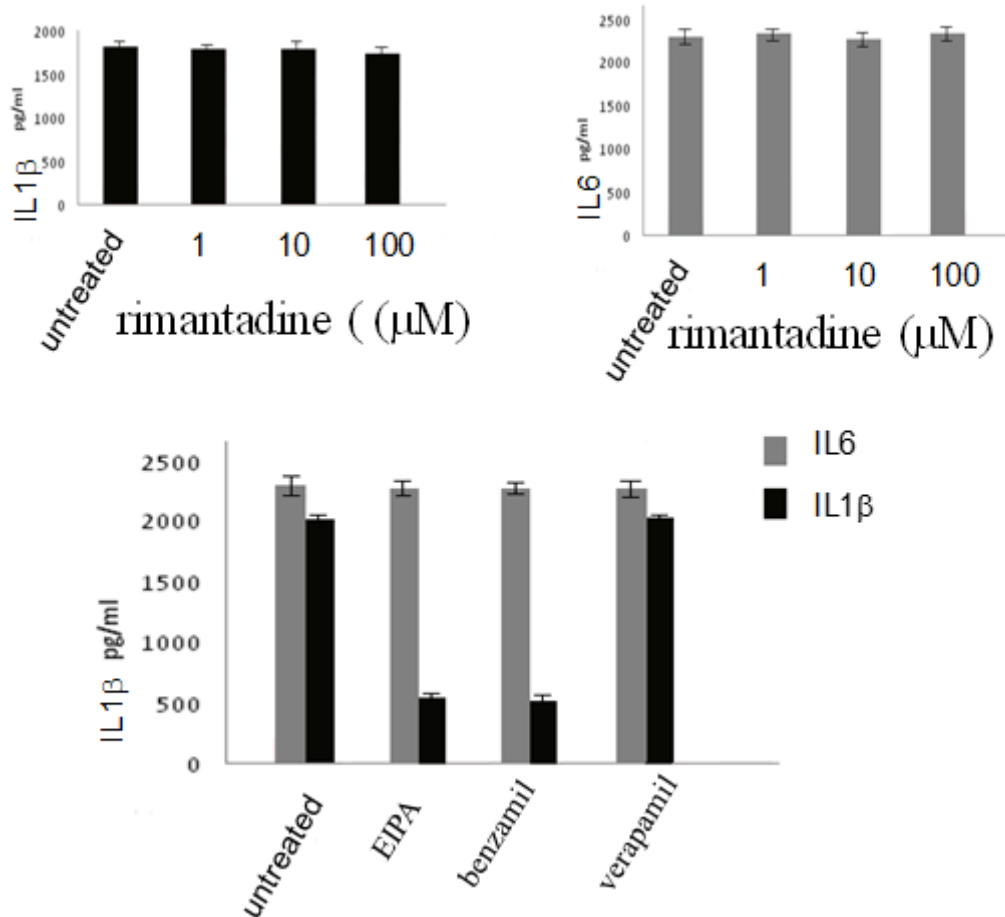 2000
1500
1000
500
0
IL1β pg/ml
untreated
1
10
100
rimantadine ( (μM)
2500
2000
1500
1000
500
0
IL6 pg/ml
untreated
1
10
100
rimantadine (μM)
2500
2000
1500
1000
500
0
IL1β pg/ml
untreated
EIPA
benzamil
verapamil
IL6
IL1β